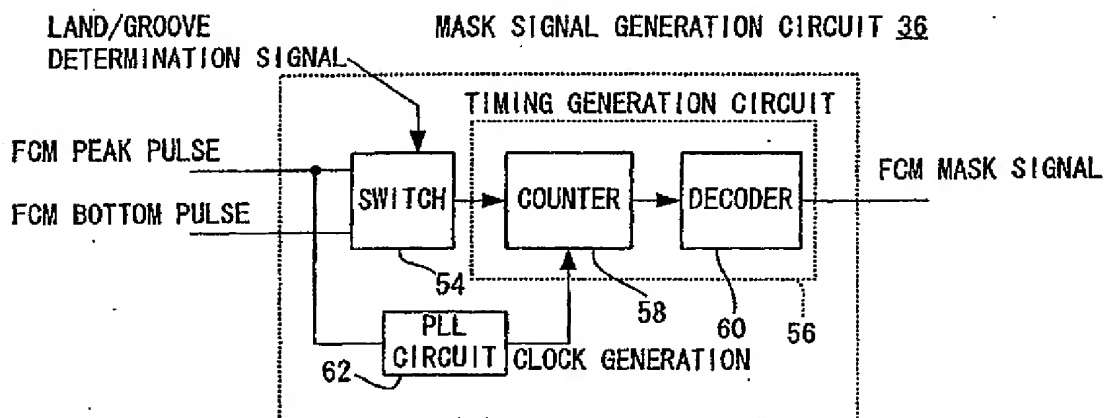 LAND/GROOVE
DETERMINATION SIGNAL
MASK SIGNAL GENERATION CIRCUIT 36
TIMING GENERATION CIRCUIT
FCM PEAK PULSE
FCM BOTTOM PULSE
SWITCH
COUNTER
DECODER
FCM MASK SIGNAL
54
58
60
56
PLL
CIRCUIT
CLOCK GENERATION
62